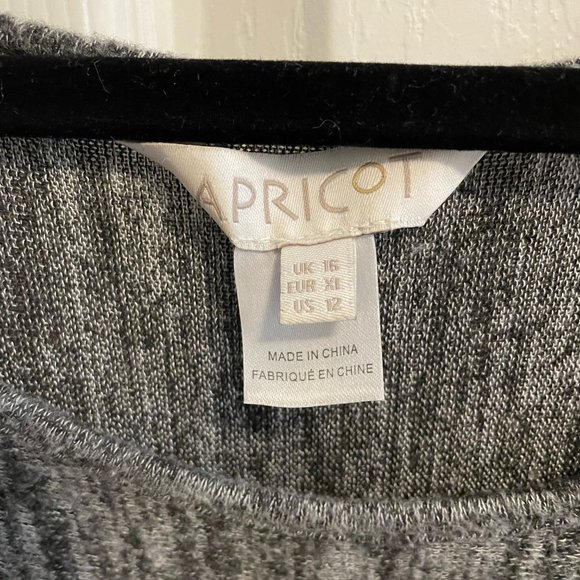 APRICOT
UK 16
EUR XL
US 12
MADE IN CHINA
FABRIQUÉ EN CHINE